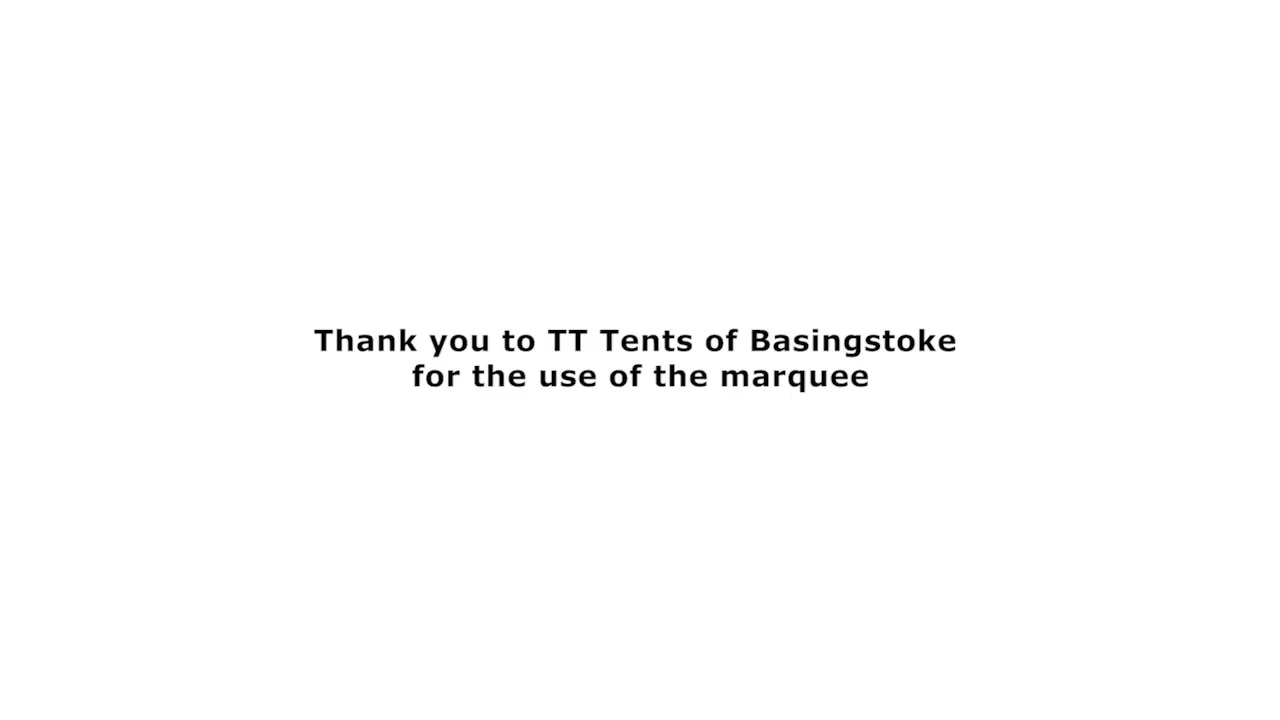 Thank you to TT Tents of Basingstoke
for the use of the marquee